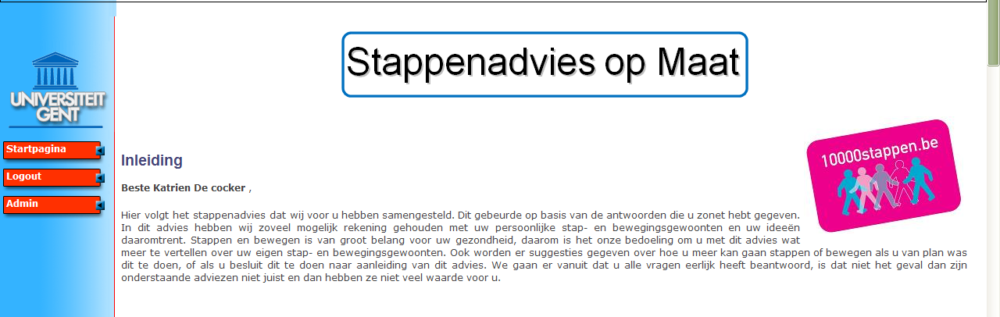 Stappenadvies op Maat
UNIVERSITEIT
GENT
Startpagina
Logout
Admin
10000stappen.be
Inleiding
Beste Katrien De cocker ,
Hier volgt het stappenadvies dat wij voor u hebben samengesteld. Dit gebeurde op basis van de antwoorden die u zonet hebt gegeven.
In dit advies hebben wij zoveel mogelijk rekening gehouden met uw persoonlijke stap- en bewegingsgewoonten en uw ideeën
daaromtrent. Stappen en bewegen is van groot belang voor uw gezondheid, daarom is het onze bedoeling om u met dit advies wat
meer te vertellen over uw eigen stap- en bewegingsgewoonten. Ook worden er suggesties gegeven over hoe u meer kan gaan stappen of bewegen als u van plan was
dit te doen, of als u besluit dit te doen naar aanleiding van dit advies. We gaan er vanuit dat u alle vragen eerlijk heeft beantwoord, is dat niet het geval dan zijn
onderstaande adviezen niet juist en dan hebben ze niet veel waarde voor u.